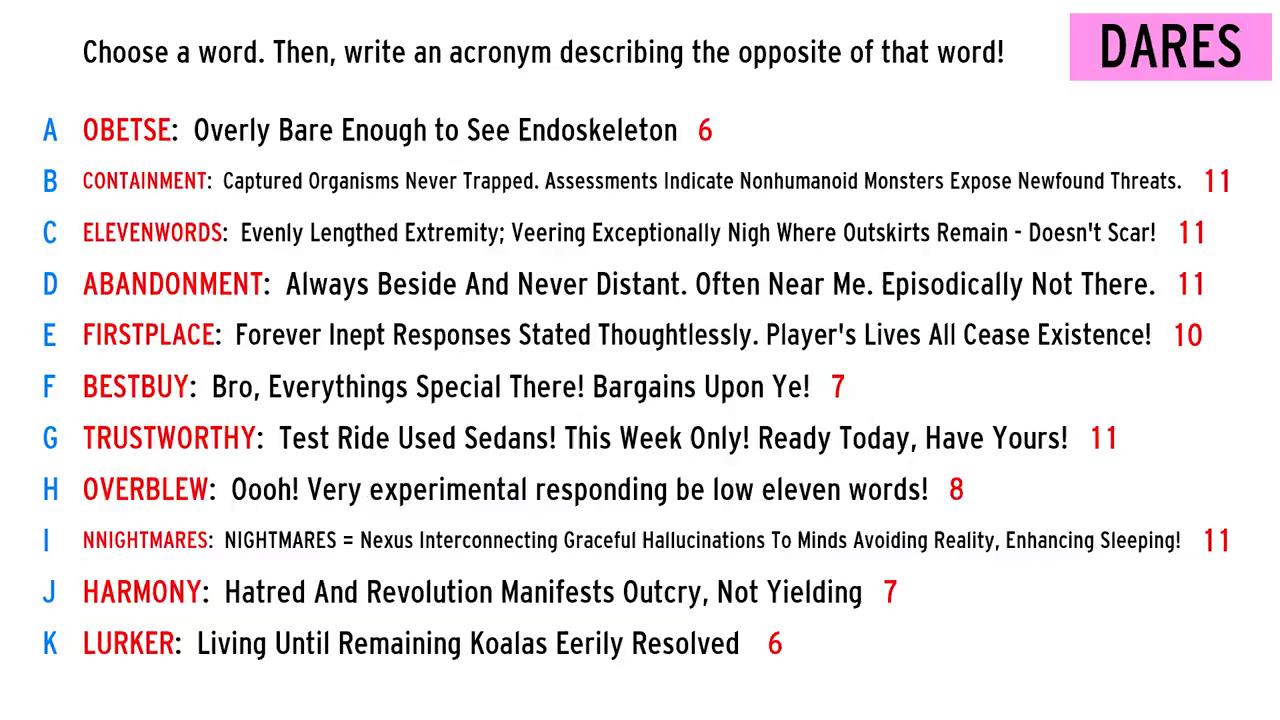 Choose a word. Then, write an acronym describing the opposite of that word!
DARES
A OBETSE: Overly Bare Enough to See Endoskeleton 6
B CONTAINMENT: Captured Organisms Never Trapped. Assessments Indicate Nonhumanoid Monsters Expose Newfound Threats. 11
C ELEVENWORDS: Evenly Lengthed Extremity; Veering Exceptionally Nigh Where Outskirts Remain - Doesn't Scar! 11
D ABANDONMENT: Always Beside And Never Distant. Often Near Me. Episodically Not There. 11
E FIRSTPLACE: Forever Inept Responses Stated Thoughtlessly. Player's Lives All Cease Existence! 10
F BESTBUY: Bro, Everythings Special There! Bargains Upon Ye! 7
G TRUSTWORTHY: Test Ride Used Sedans! This Week Only! Ready Today, Have Yours! 11
H OVERBLEW: Oooh! Very experimental responding be low eleven words! 8
I NNIGHTMARES: NIGHTMARES = Nexus Interconnecting Graceful Hallucinations To Minds Avoiding Reality, Enhancing Sleeping! 11
J HARMONY: Hatred And Revolution Manifests Outcry, Not Yielding 7
K LURKER: Living Until Remaining Koalas Eerily Resolved 6